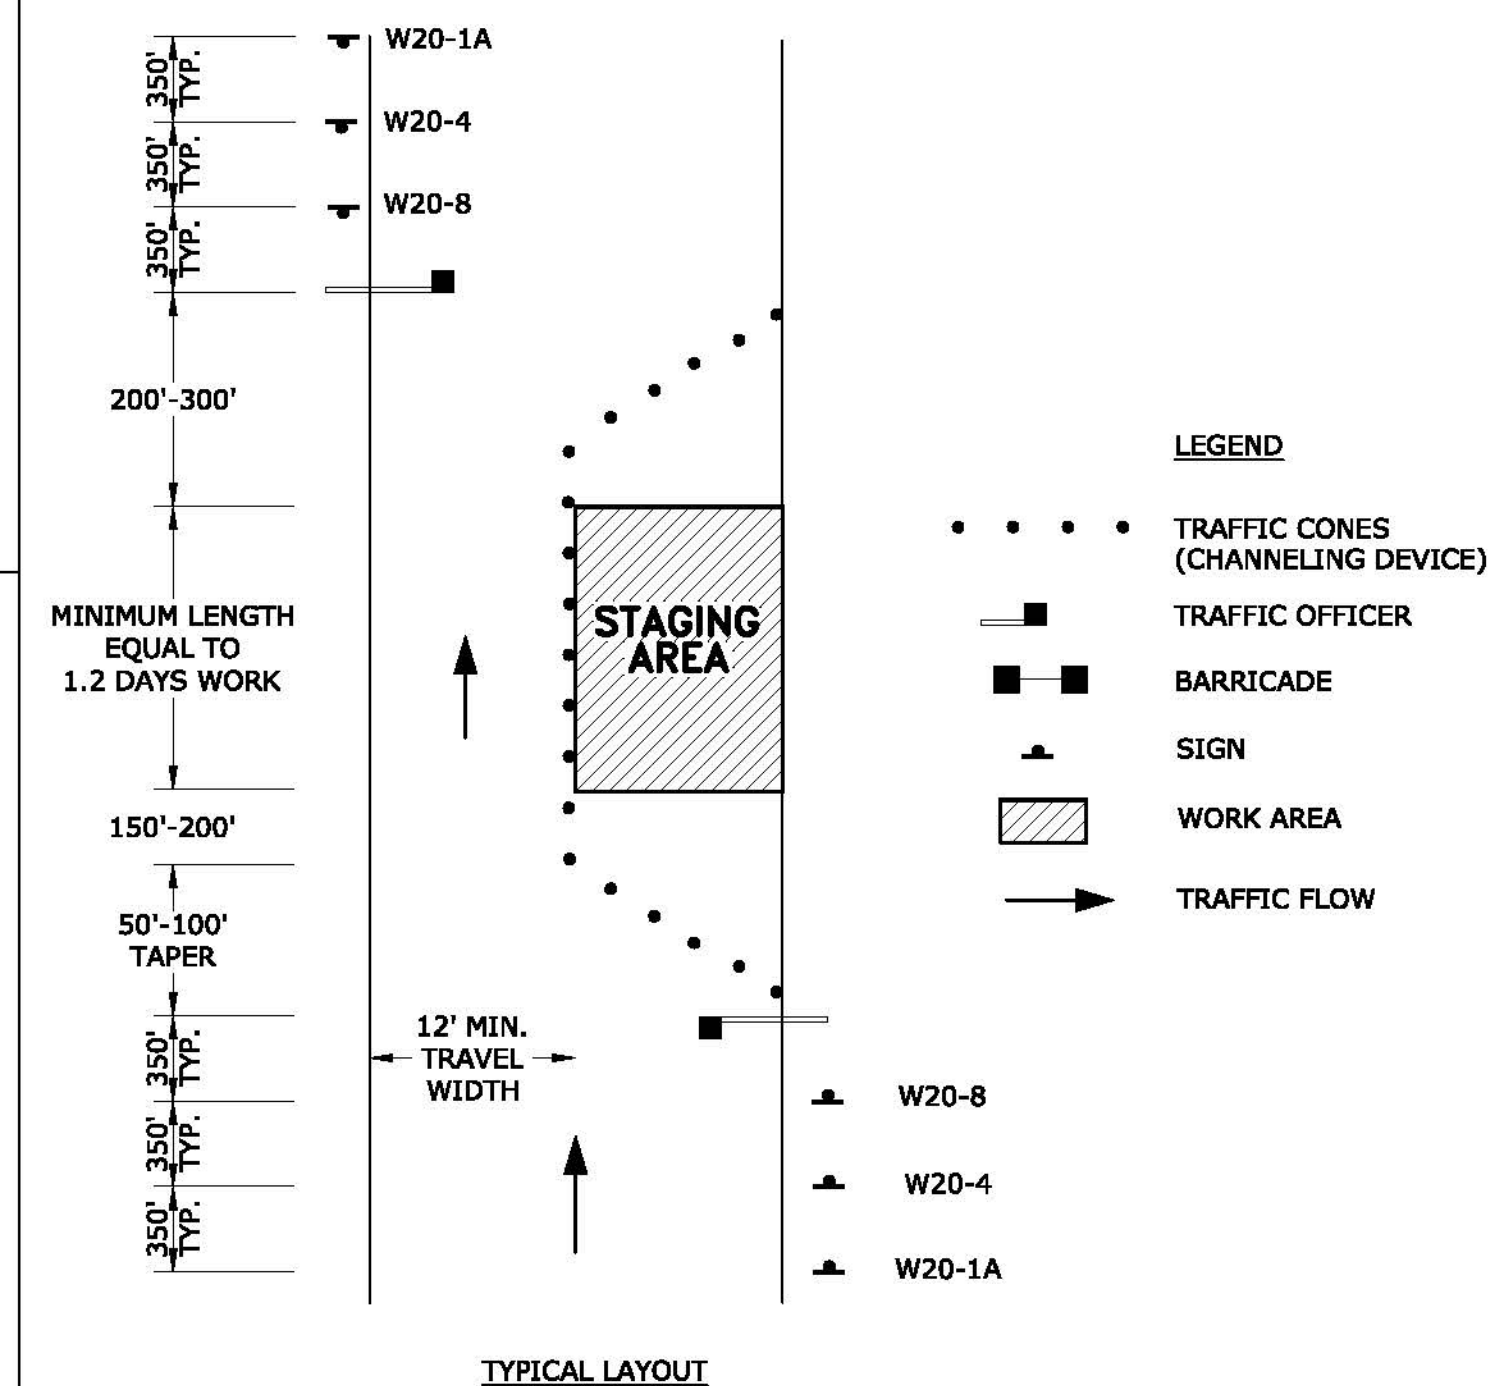 350'
TYP.
W20-1A
350'
TYP.
W20-4
350'
TYP.
W20-8
200'-300'
MINIMUM LENGTH
EQUAL TO
1.2 DAYS WORK
STAGING
AREA
150'-200'
50'-100'
TAPER
12' MIN.
TRAVEL
WIDTH
350'
TYP.
W20-8
350'
TYP.
W20-4
350'
TYP.
W20-1A
LEGEND
TRAFFIC CONES
(CHANNELING DEVICE)
TRAFFIC OFFICER
BARRICADE
SIGN
WORK AREA
TRAFFIC FLOW
TYPICAL LAYOUT